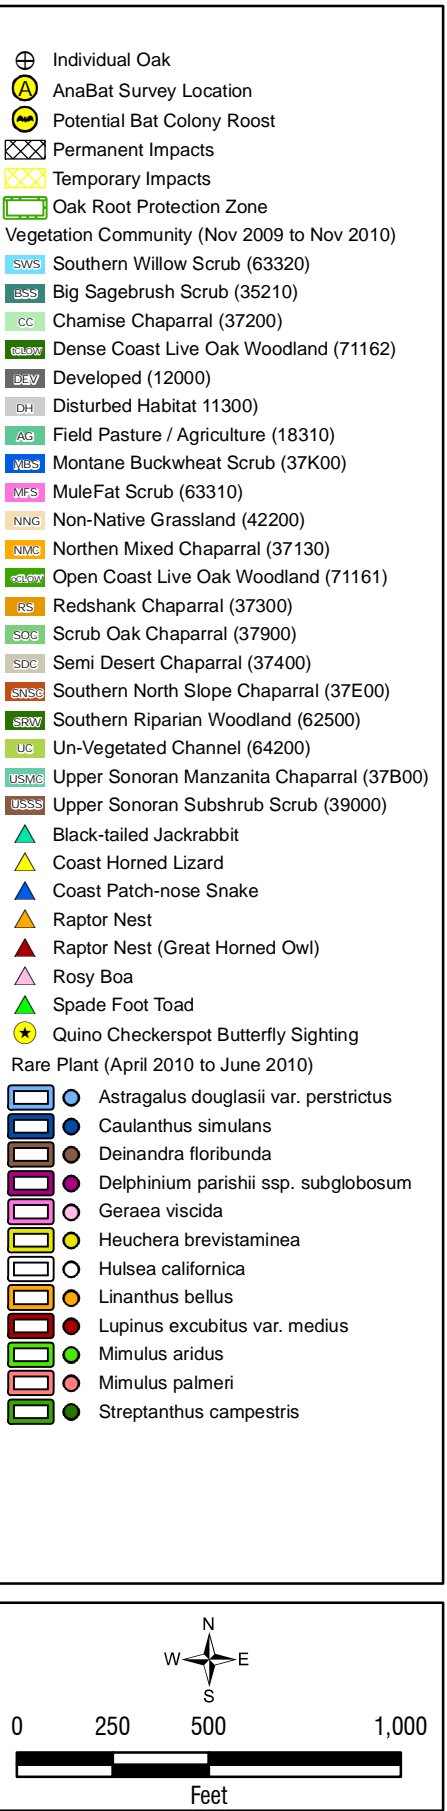 Individual Oak
A AnaBat Survey Location
Potential Bat Colony Roost
Permanent Impacts
Temporary Impacts
Oak Root Protection Zone
Vegetation Community (Nov 2009 to Nov 2010)
SWS Southern Willow Scrub (63320)
BSS Big Sagebrush Scrub (35210)
CC Chamise Chaparral (37200)
tCLOW Dense Coast Live Oak Woodland (71162)
DEV Developed (12000)
DH Disturbed Habitat 11300)
AG Field Pasture / Agriculture (18310)
MBS Montane Buckwheat Scrub (37K00)
MFS MuleFat Scrub (63310)
NNG Non-Native Grassland (42200)
NMC Northen Mixed Chaparral (37130)
oCLOW Open Coast Live Oak Woodland (71161)
RS Redshank Chaparral (37300)
SOC Scrub Oak Chaparral (37900)
SDC Semi Desert Chaparral (37400)
SNSC Southern North Slope Chaparral (37E00)
SRW Southern Riparian Woodland (62500)
UC Un-Vegetated Channel (64200)
USMC Upper Sonoran Manzanita Chaparral (37B00)
USSS Upper Sonoran Subshrub Scrub (39000)
Black-tailed Jackrabbit
Coast Horned Lizard
Coast Patch-nose Snake
Raptor Nest
Raptor Nest (Great Horned Owl)
Rosy Boa
Spade Foot Toad
Quino Checkerspot Butterfly Sighting
Rare Plant (April 2010 to June 2010)
Astragalus douglasii var. perstrictus
Caulanthus simulans
Deinandra floribunda
Delphinium parishii ssp. subglobosum
Geraea viscida
Heuchera brevistaminea
Hulsea californica
Linanthus bellus
Lupinus excubitus var. medius
Mimulus aridus
Mimulus palmeri
Streptanthus campestris
N
W E
S
0 250 500 1,000
Feet